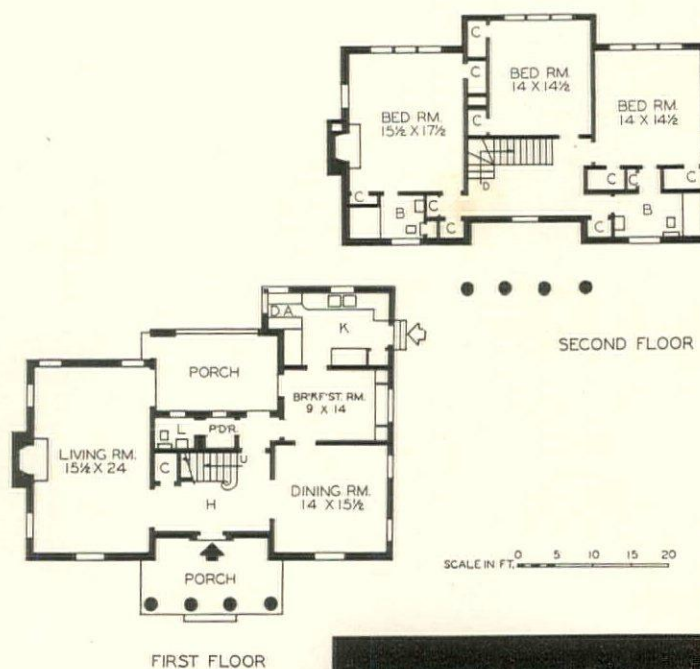 C
C
C
BED RM.
14 X 14½
BED RM.
15½ X 17½
BED RM.
14 X 14½
D
C
C
C
C
C
B
C
C
B
SECOND FLOOR
D.A.
K
PORCH
BR'KF'ST. RM.
9 X 14
L
P'D'R.
LIVING RM.
15½ X 24
C
U
H
DINING RM.
14 X 15½
PORCH
SCALE IN FT.
0 5 10 15 20
FIRST FLOOR